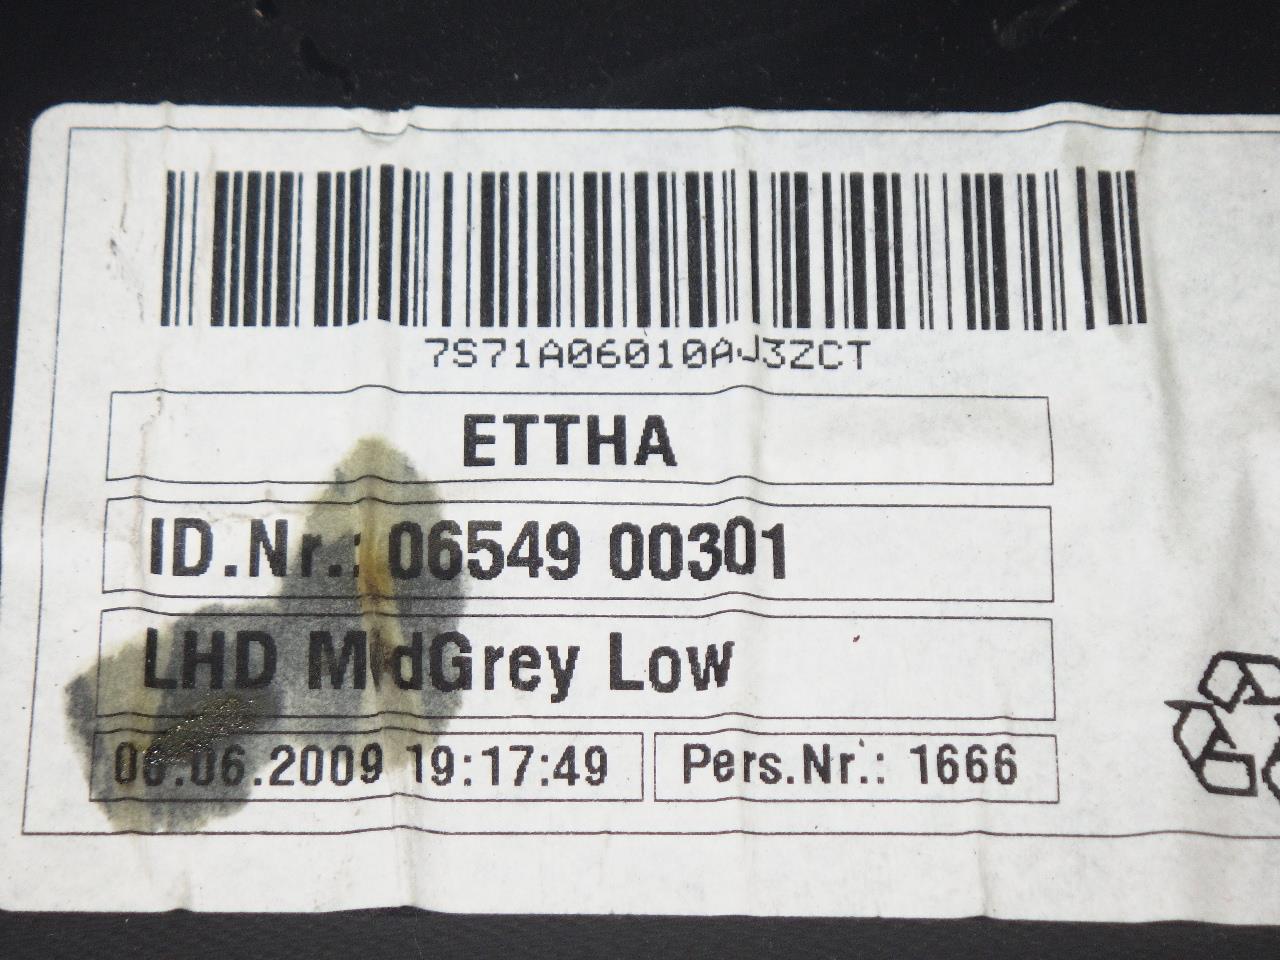 7S71A06010AJ3ZCT
ETTHA
ID.Nr.: 06549 00301
LHD MidGrey Low
19:17:49
Pers.Nr.: 1666